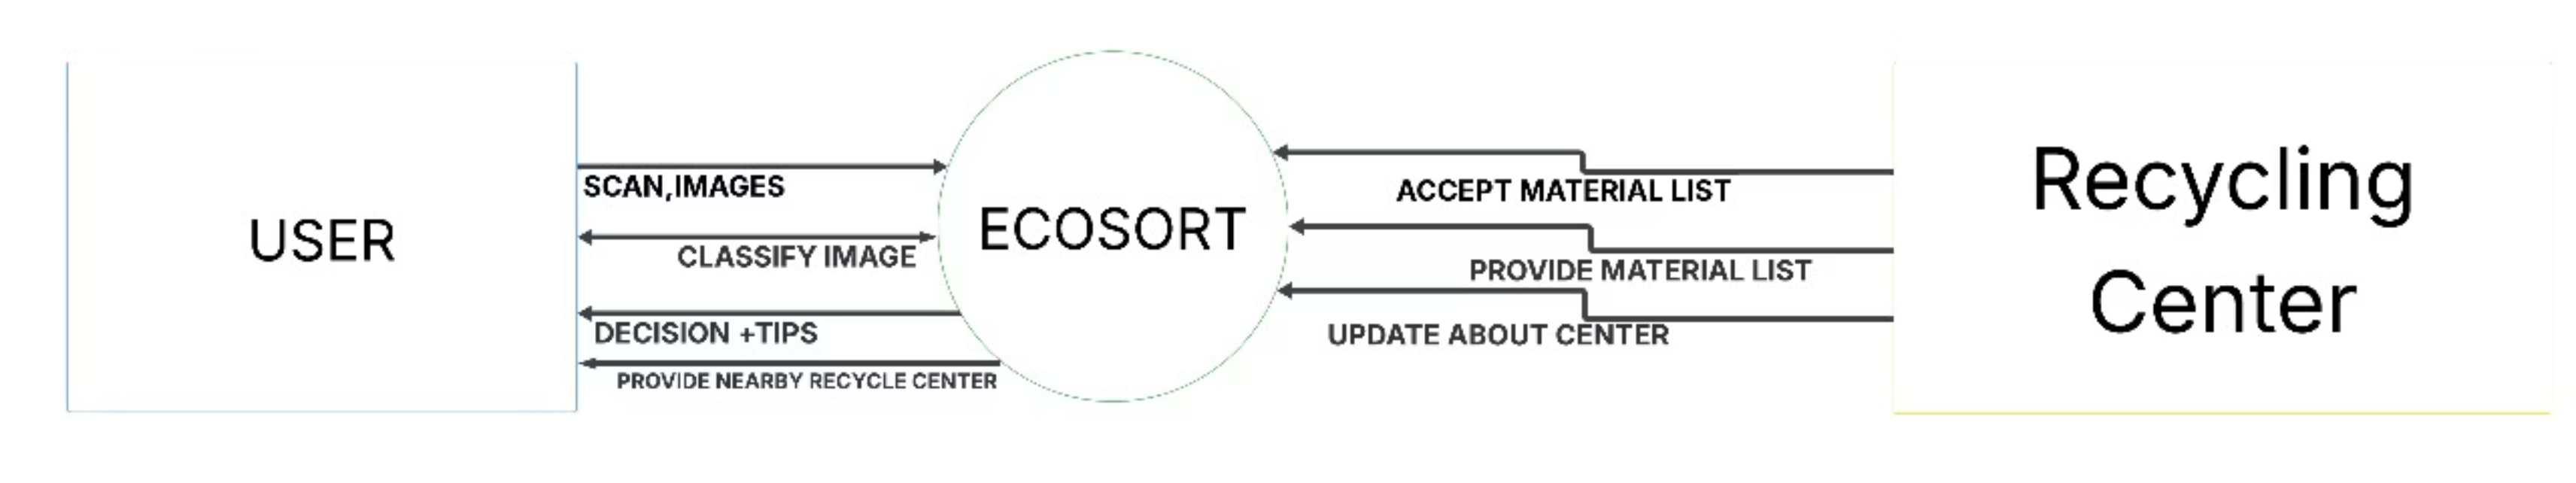 USER
SCAN,IMAGES
CLASSIFY IMAGE
DECISION +TIPS
PROVIDE NEARBY RECYCLE CENTER
ECOSORT
ACCEPT MATERIAL LIST
PROVIDE MATERIAL LIST
UPDATE ABOUT CENTER
Recycling
Center